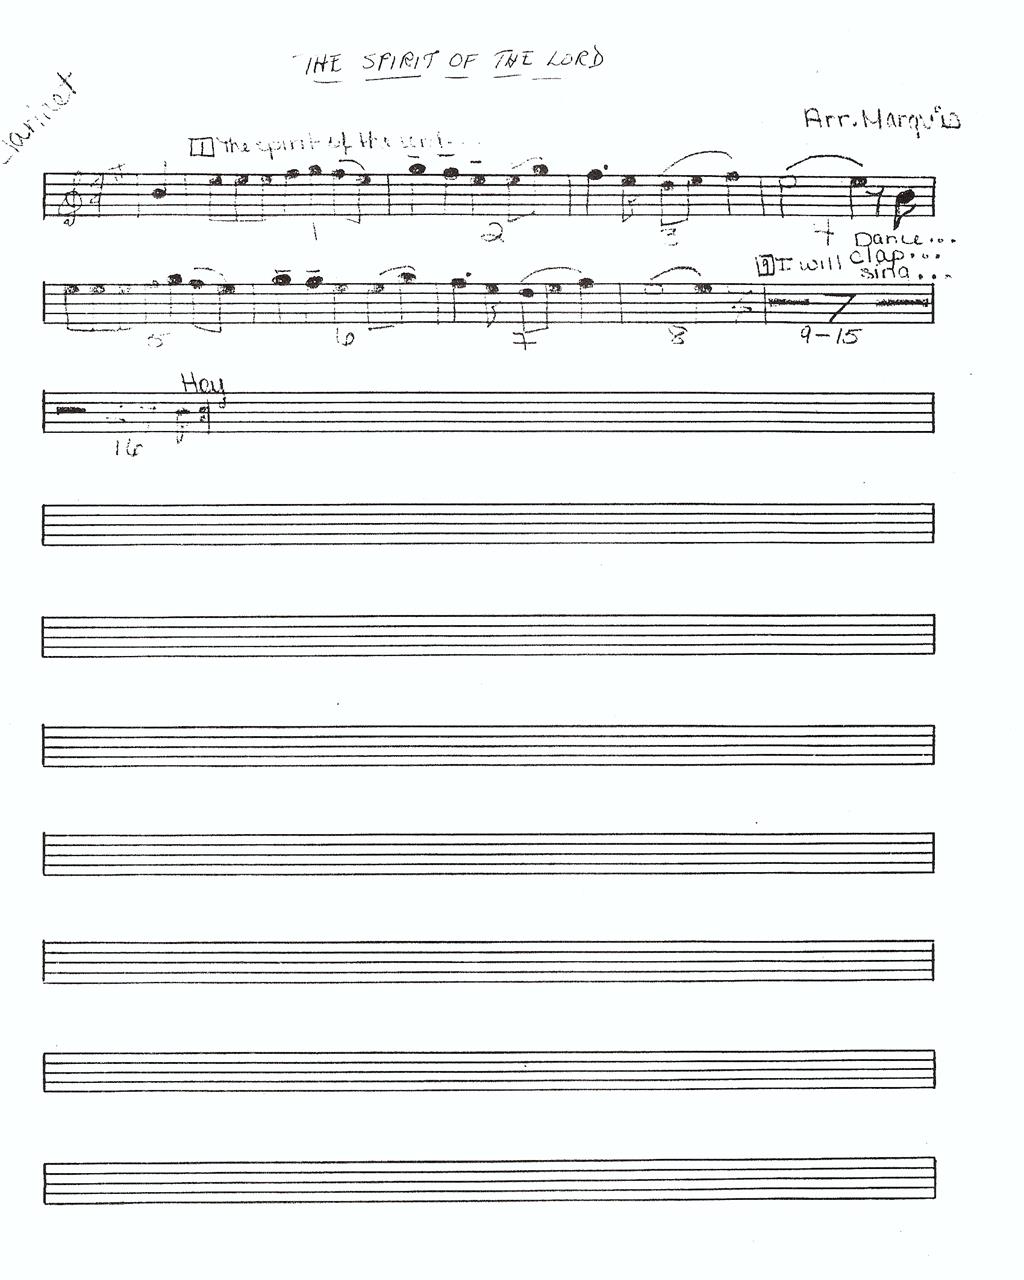 THE SPIRIT OF THE LORD
Clarinet
Arr. Marquis
1 The spirit of the Lord...
1 2 3 4
Dance...
9 I will clap...
sing...
5 6 7 8 9-15
Hey
16